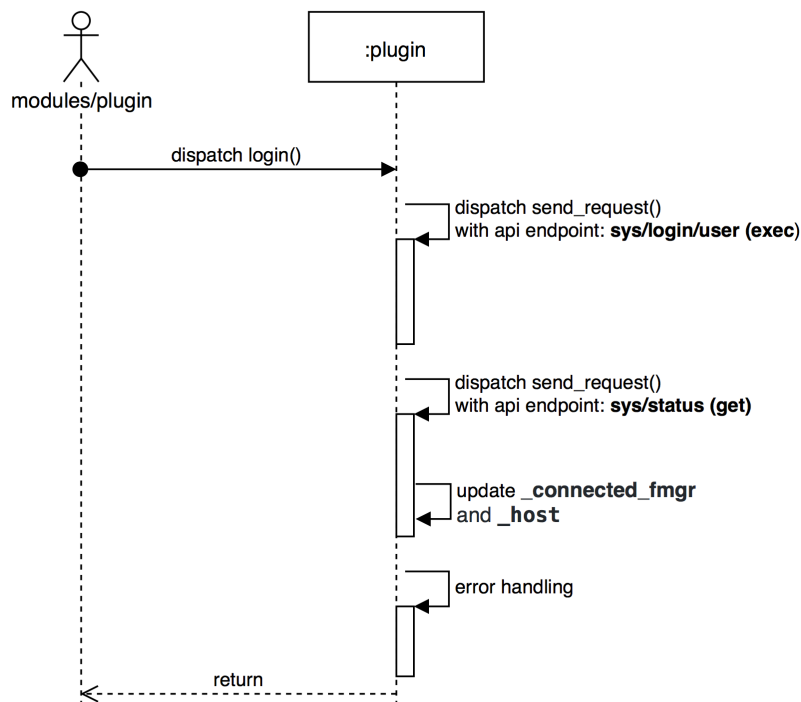 :plugin
modules/plugin
dispatch login()
dispatch send_request()
with api endpoint: sys/login/user (exec)
dispatch send_request()
with api endpoint: sys/status (get)
update _connected_fmgr
and _host
error handling
return